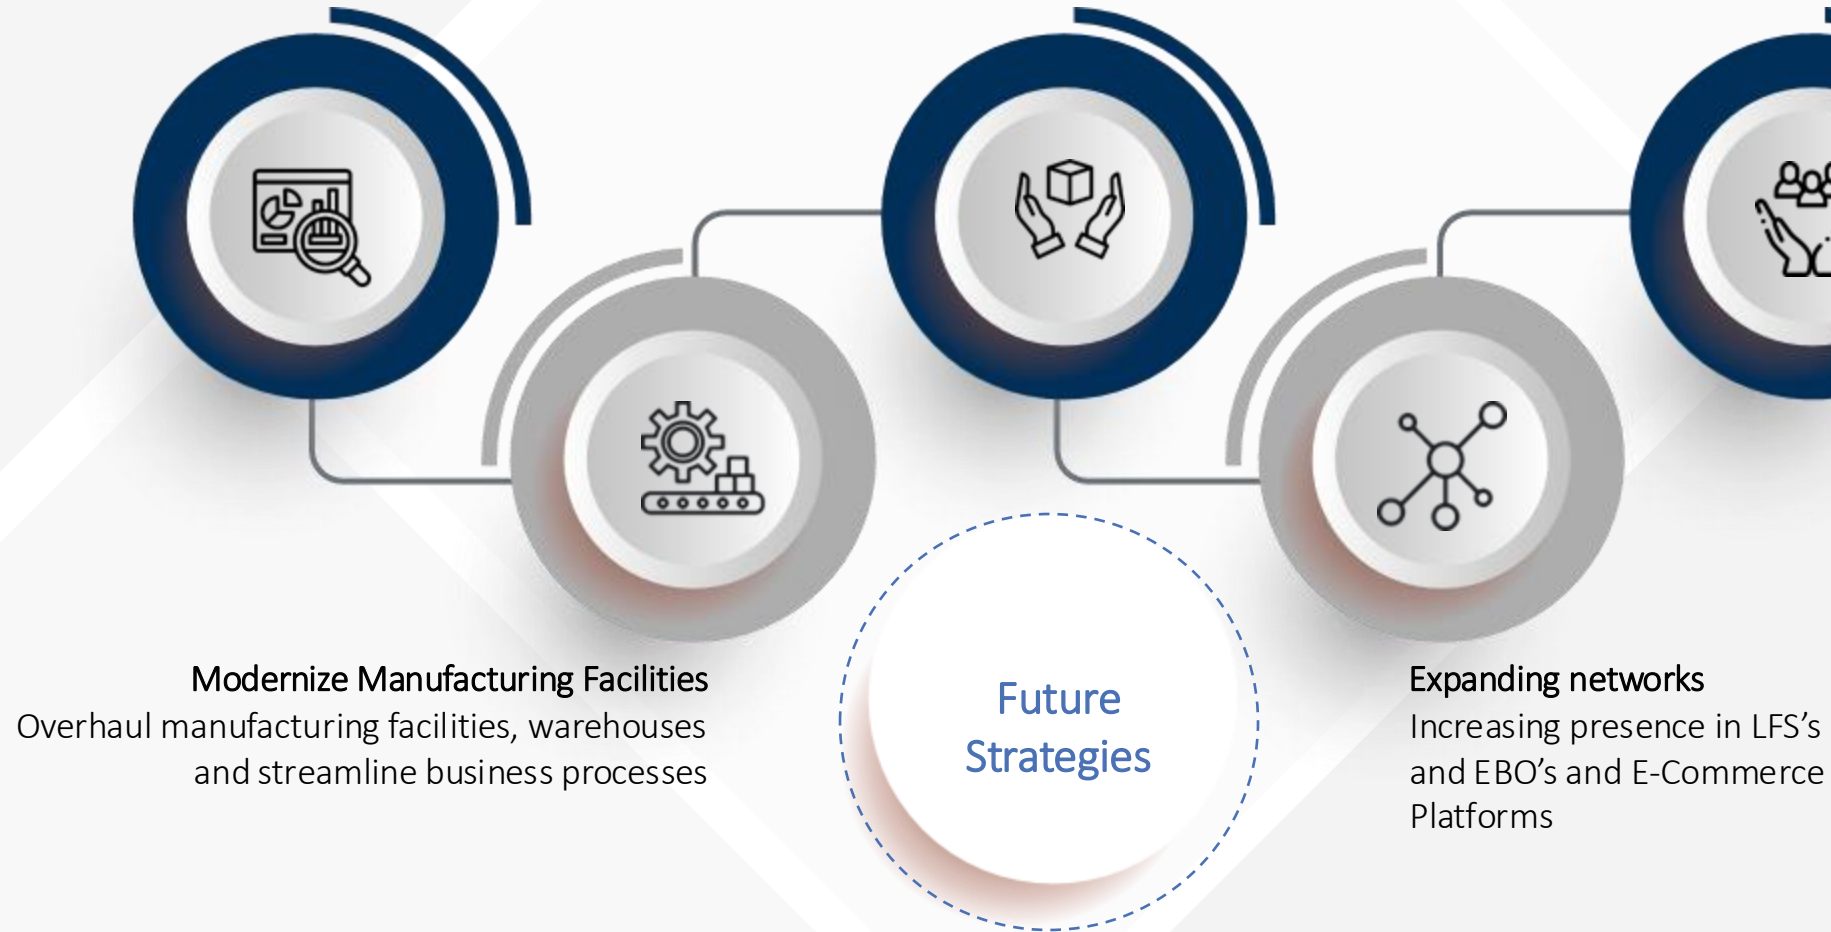 Modernize Manufacturing Facilities
Overhaul manufacturing facilities, warehouses
and streamline business processes
Future
Strategies
Expanding networks
Increasing presence in LFS’s
and EBO’s and E-Commerce
Platforms